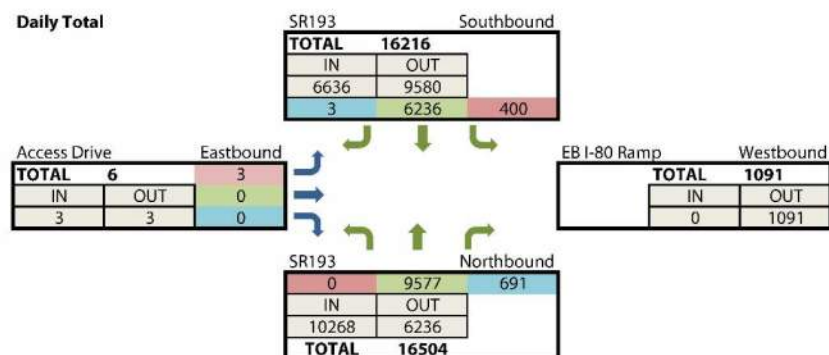 Daily Total
SR193 Southbound
TOTAL 16216
IN OUT
6636 9580
3 6236 400
Access Drive Eastbound
TOTAL 6 3
IN OUT 0
3 3 0
EB I-80 Ramp Westbound
TOTAL 1091
IN OUT
0 1091
SR193 Northbound
0 9577 691
IN OUT
10268 6236
TOTAL 16504